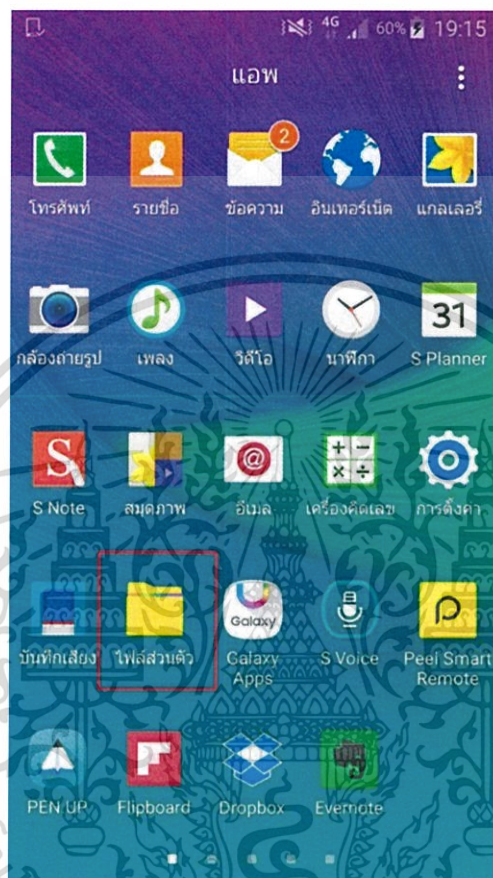 4G 60% 19:15
แอพ
2
31
โทรศัพท์ รายชื่อ ข้อความ อินเทอร์เน็ต แกลเลอรี่
กล้องถ่ายรูป เพลง วิดีโอ นาฬิกา S Planner
@
S Note สมุดภาพ อีเมล เครื่องคิดเลข การตั้งค่า
Galaxy
บันทึกเสียง ไฟล์ส่วนตัว Galaxy Apps S Voice Peel Smart Remote
PEN.UP Flipboard Dropbox Evernote